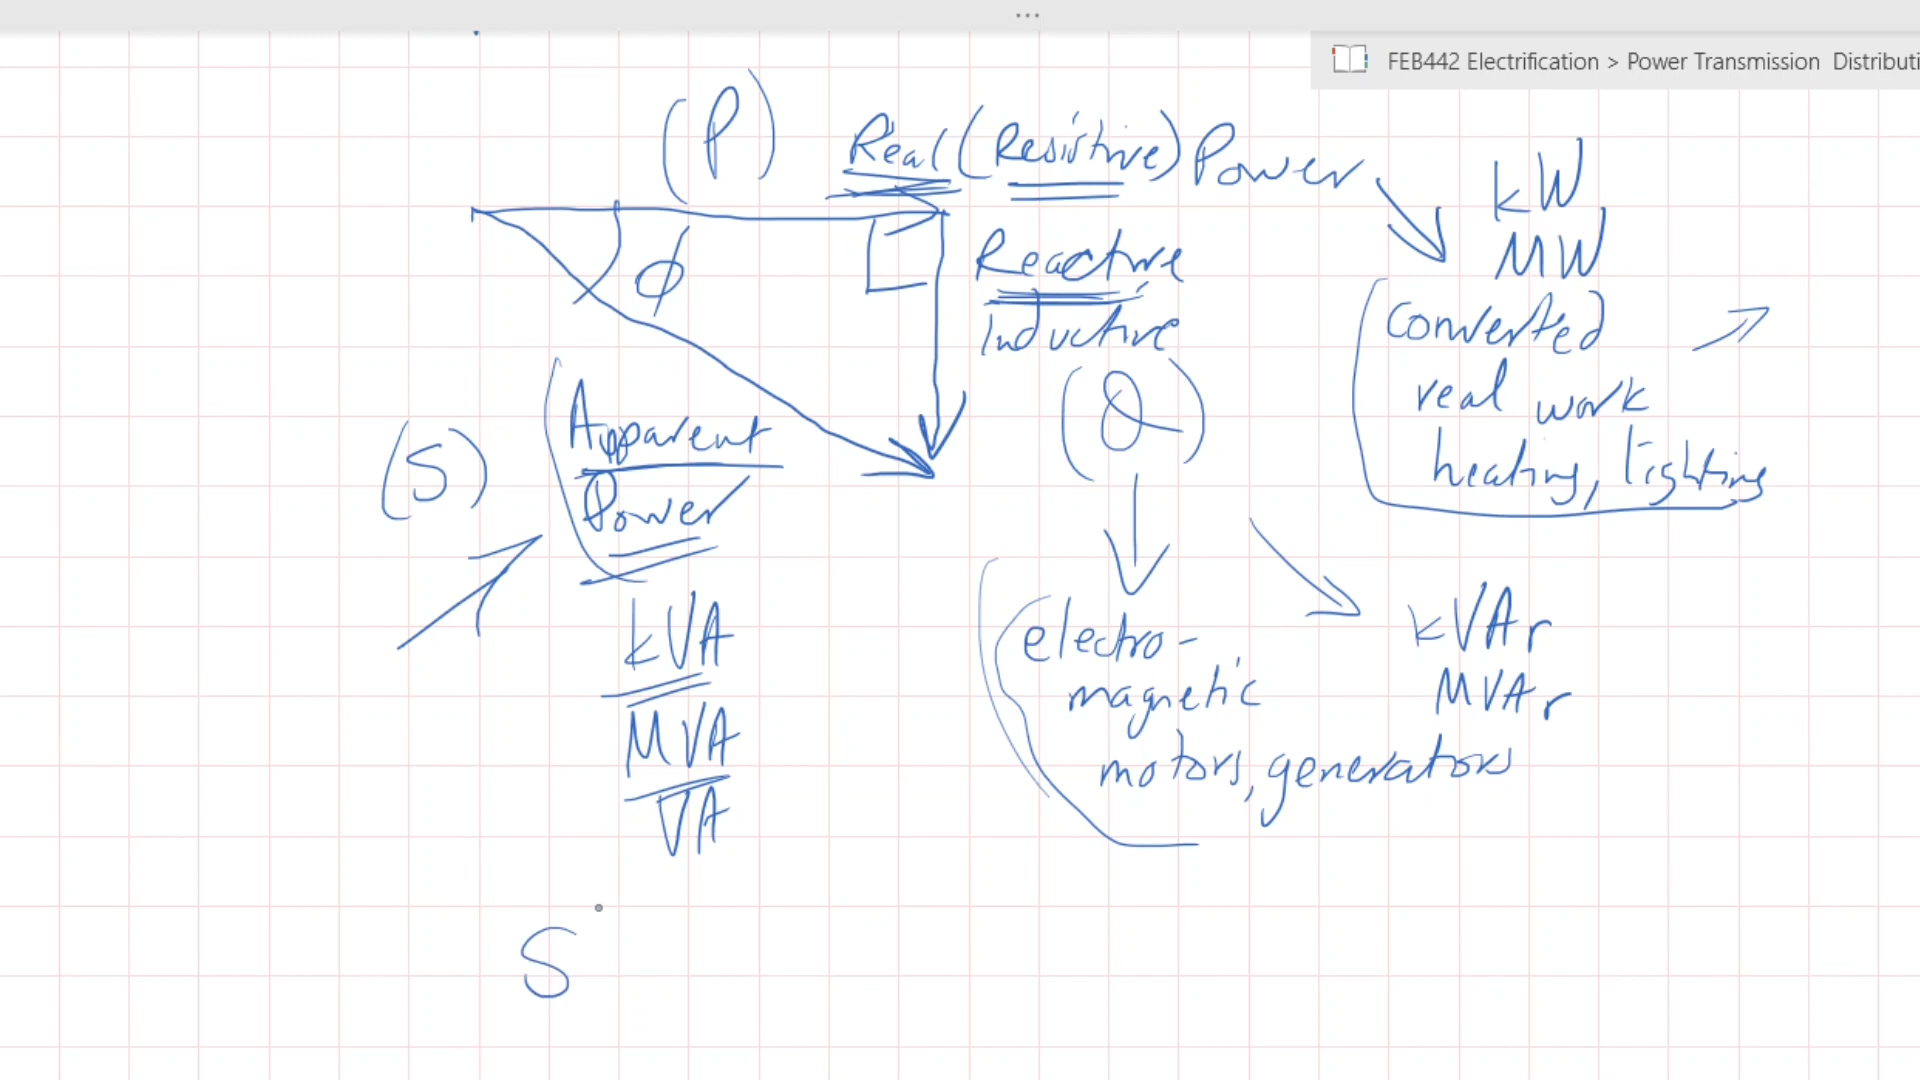 ...
FEB442 Electrification > Power Transmission Distributi
(P) Real (Resistive) Power
kW
MW
ϕ
Reactive
Inductive
(Q)
converted
real work
heating, lighting
(S) Apparent
Power
kVA
MVA
VA
electro-
magnetic
motors, generators
kVAr
MVAr
S